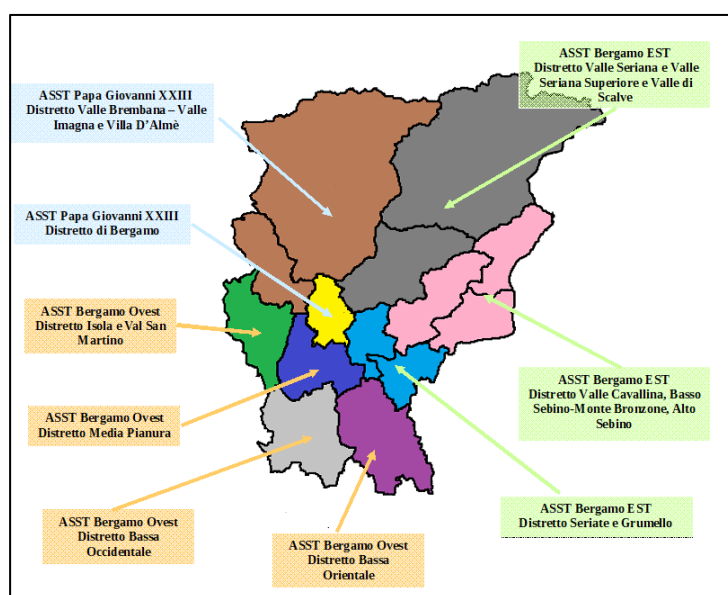 ASST Bergamo EST
Distretto Valle Seriana e Valle
Seriana Superiore e Valle di
Scalve
ASST Papa Giovanni XXIII
Distretto Valle Brembana – Valle
Imagna e Villa D'Almè
ASST Papa Giovanni XXIII
Distretto di Bergamo
ASST Bergamo Ovest
Distretto Isola e Val San
Martino
ASST Bergamo EST
Distretto Valle Cavallina, Basso
Sebino-Monte Bronzone, Alto
Sebino
ASST Bergamo Ovest
Distretto Media Pianura
ASST Bergamo EST
Distretto Seriate e Grumello
ASST Bergamo Ovest
Distretto Bassa
Occidentale
ASST Bergamo Ovest
Distretto Bassa
Orientale